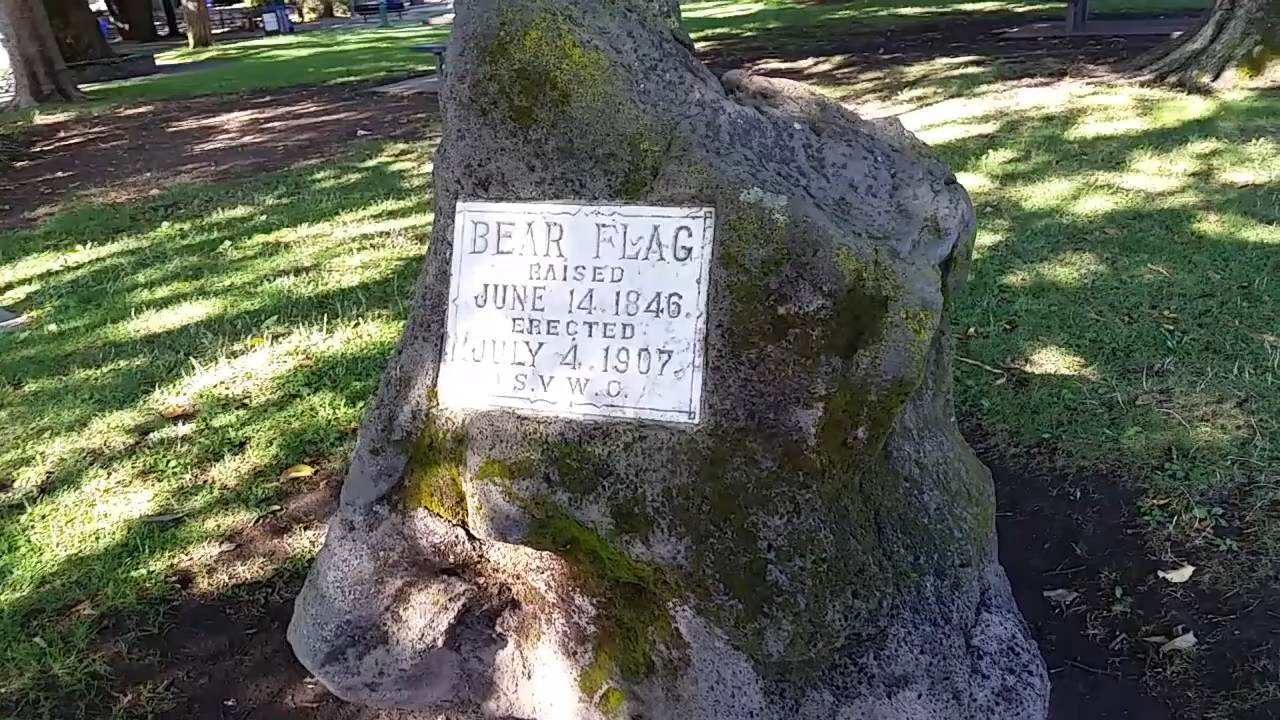 BEAR FLAG
RAISED
JUNE 14.1846.
ERECTED
JULY 4.1907.
S.V.W.C.